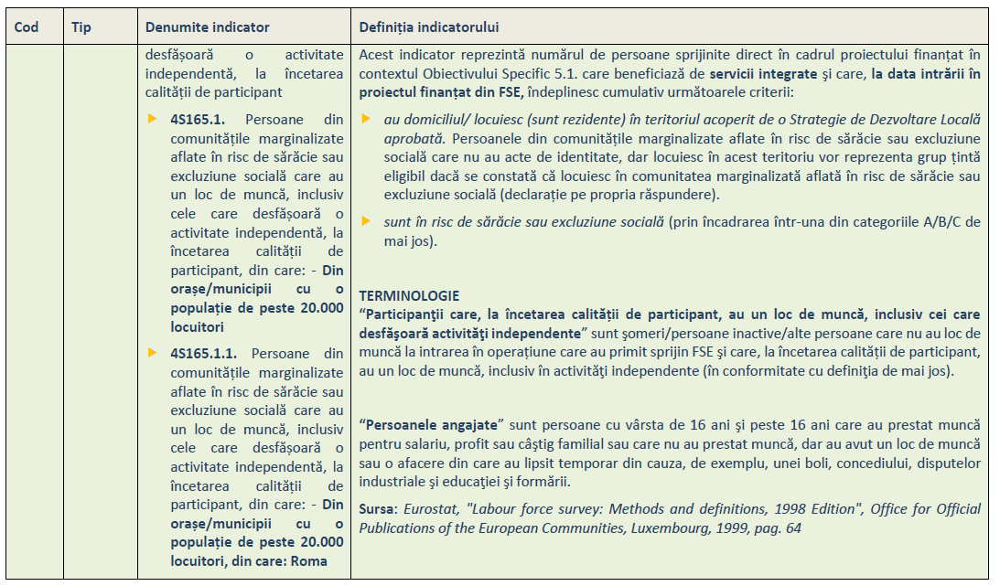 Cod
Tip
Denumite indicator
Definiția indicatorului
desfășoară o activitate
independentă, la încetarea
calității de participant
4S165.1. Persoane din
comunitățile marginalizate
aflate în risc de sărăcie sau
excluziune socială care au
un loc de muncă, inclusiv
cele care desfășoară o
activitate independentă, la
încetarea calității de
participant, din care: - Din
orașe/municipii cu o
populație de peste 20.000
locuitori
4S165.1.1. Persoane din
comunitățile marginalizate
aflate în risc de sărăcie sau
excluziune socială care au
un loc de muncă, inclusiv
cele care desfășoară o
activitate independentă, la
încetarea calității de
participant, din care: - Din
orașe/municipii cu o
populație de peste 20.000
locuitori, din care: Roma
Acest indicator reprezintă numărul de persoane sprijinite direct în cadrul proiectului finanțat în
contextul Obiectivului Specific 5.1. care beneficiază de servicii integrate şi care, la data intrării în
proiectul finanțat din FSE, îndeplinesc cumulativ următoarele criterii:
au domiciliul/ locuiesc (sunt rezidente) în teritoriul acoperit de o Strategie de Dezvoltare Locală
aprobată. Persoanele din comunitățile marginalizate aflate în risc de sărăcie sau excluziune
socială care nu au acte de identitate, dar locuiesc în acest teritoriu vor reprezenta grup țintă
eligibil dacă se constată că locuiesc în comunitatea marginalizată aflată în risc de sărăcie sau
excluziune socială (declarație pe propria răspundere).
sunt în risc de sărăcie sau excluziune socială (prin încadrarea într-una din categoriile A/B/C de
mai jos).
TERMINOLOGIE
“Participanţii care, la încetarea calității de participant, au un loc de muncă, inclusiv cei care
desfăşoară activităţi independente” sunt şomeri/persoane inactive/alte persoane care nu au loc de
muncă la intrarea în operațiune care au primit sprijin FSE şi care, la încetarea calității de participant,
au un loc de muncă, inclusiv în activităţi independente (în conformitate cu definiţia de mai jos).
“Persoanele angajate” sunt persoane cu vârsta de 16 ani şi peste 16 ani care au prestat muncă
pentru salariu, profit sau câştig familial sau care nu au prestat muncă, dar au avut un loc de muncă
sau o afacere din care au lipsit temporar din cauza, de exemplu, unei boli, concediului, disputelor
industriale şi educaţiei şi formării.
Sursa: Eurostat, "Labour force survey: Methods and definitions, 1998 Edition", Office for Official
Publications of the European Communities, Luxembourg, 1999, pag. 64